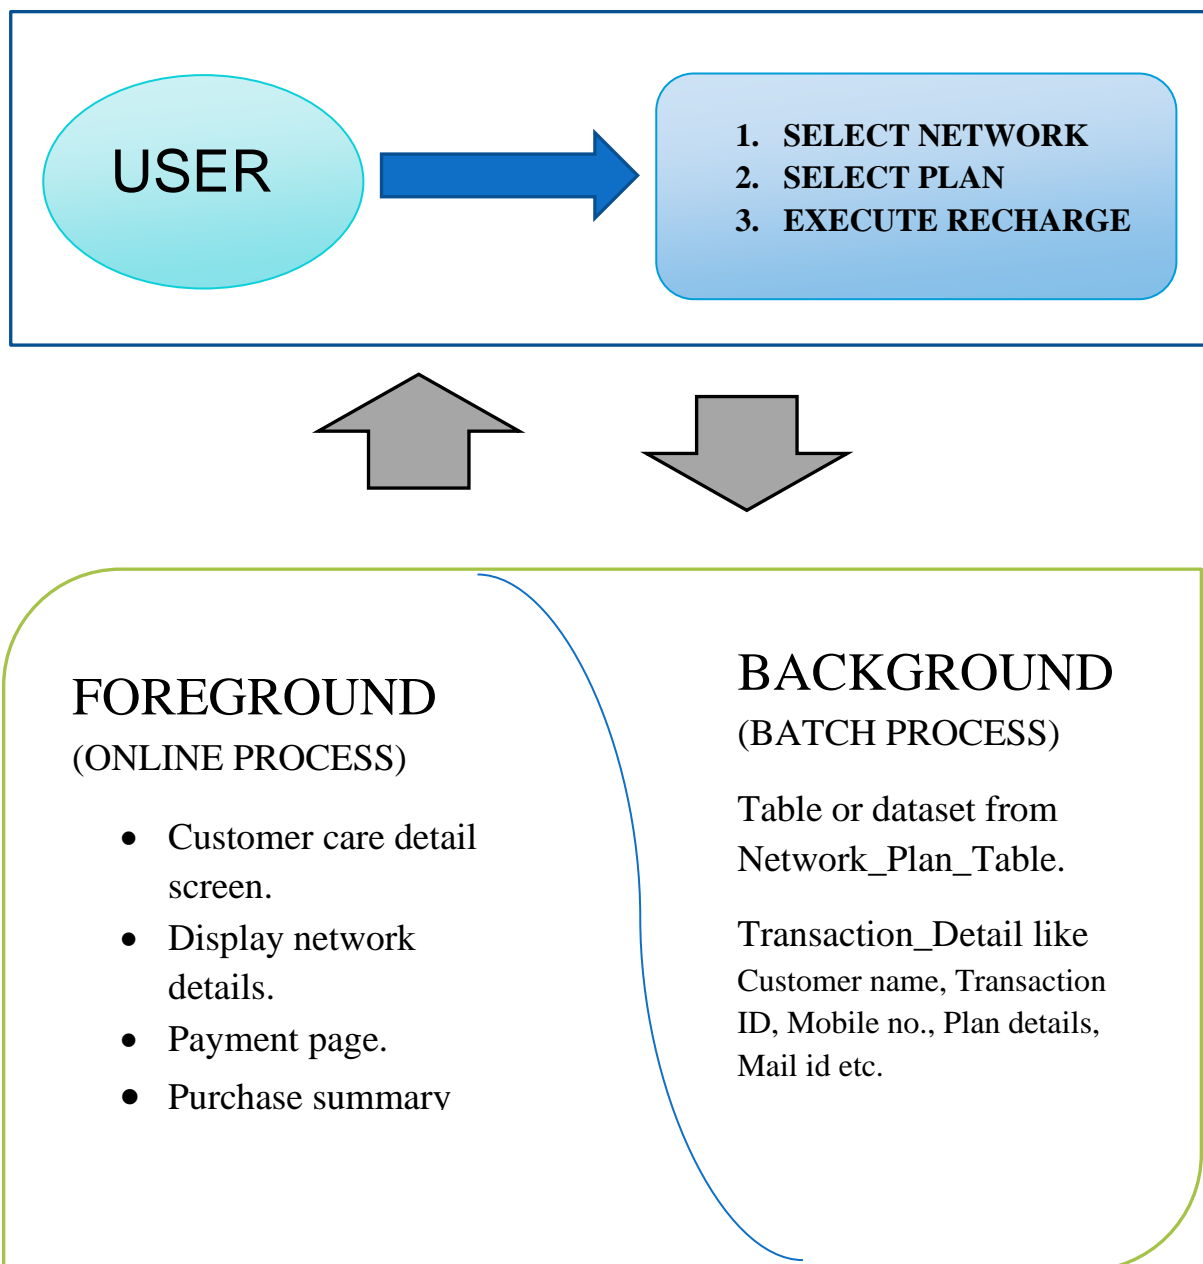 USER
1. SELECT NETWORK
2. SELECT PLAN
3. EXECUTE RECHARGE
FOREGROUND
(ONLINE PROCESS)
• Customer care detail
screen.
• Display network
details.
• Payment page.
• Purchase summary
BACKGROUND
(BATCH PROCESS)
Table or dataset from
Network_Plan_Table.
Transaction_Detail like
Customer name, Transaction
ID, Mobile no., Plan details,
Mail id etc.